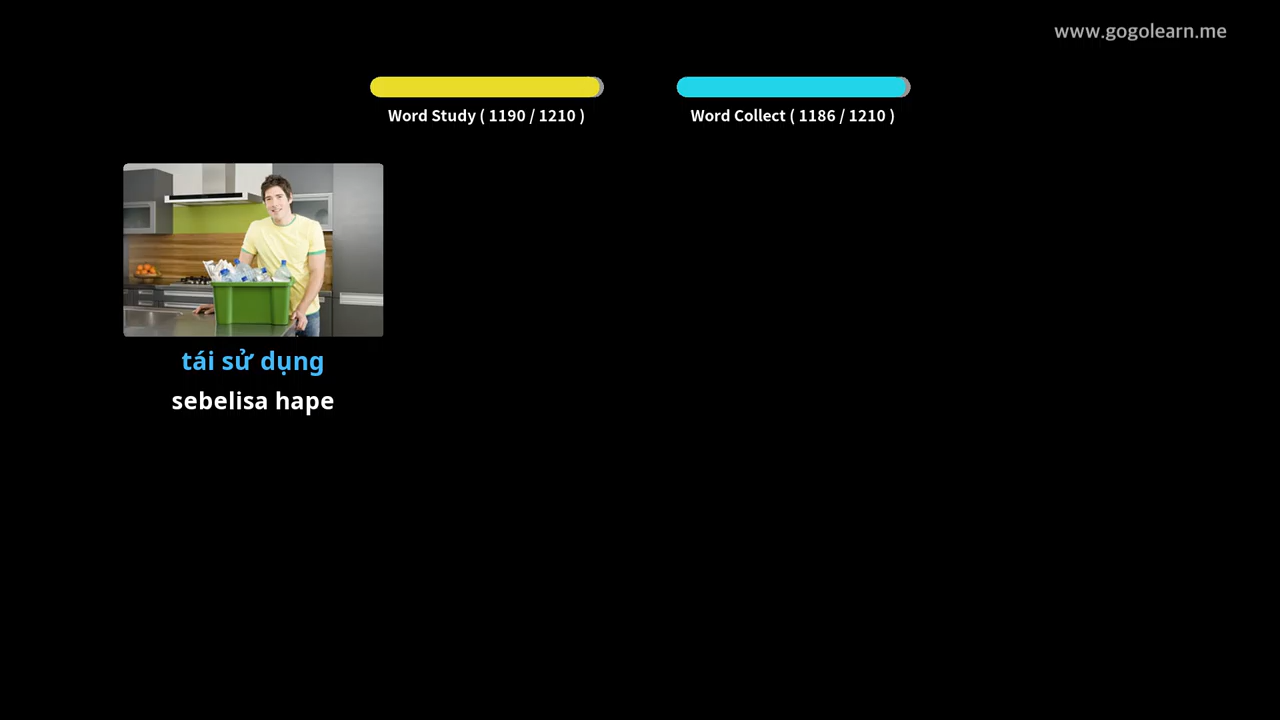 www.gogolearn.me
Word Study ( 1190 / 1210 )
Word Collect ( 1186 / 1210 )
tái sử dụng
sebelisa hape